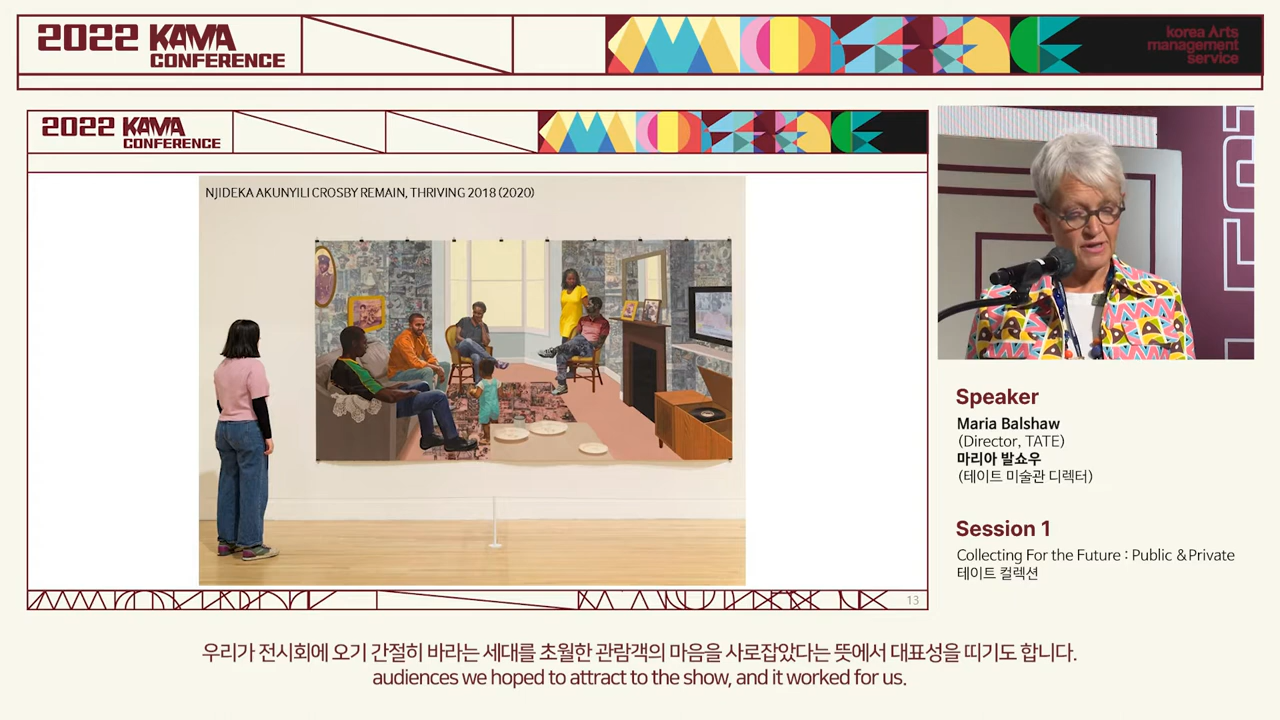 2022 KAMA
CONFERENCE
korea Arts
management
service
2022 KAMA
CONFERENCE
NJIDEKA AKUNYILI CROSBY REMAIN, THRIVING 2018 (2020)
13
Speaker
Maria Balshaw
(Director, TATE)
마리아 발쇼우
(테이트 미술관 디렉터)
Session 1
Collecting For the Future : Public & Private
테이트 컬렉션
우리가 전시회에 오기 간절히 바라는 세대를 초월한 관람객의 마음을 사로잡았다는 뜻에서 대표성을 띠기도 합니다.
audiences we hoped to attract to the show, and it worked for us.